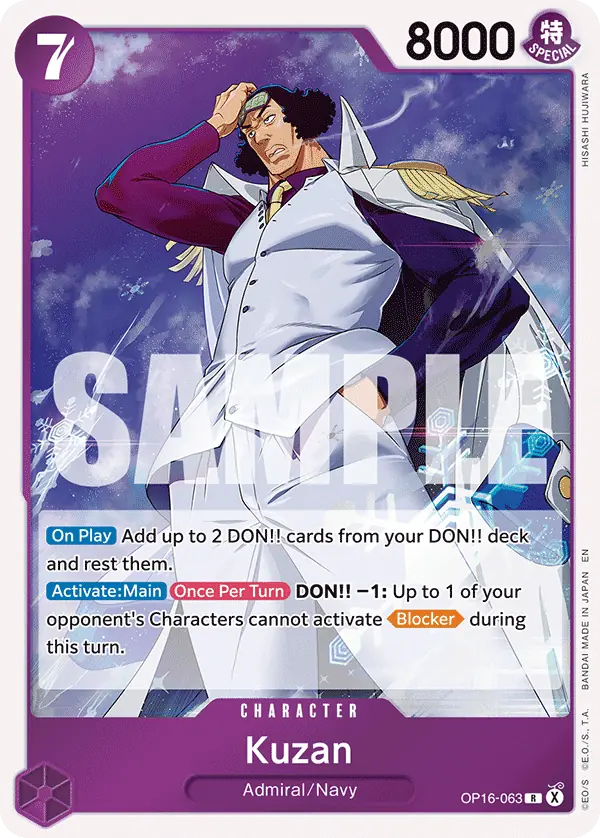 7
8000
特
SPECIAL
HISASHI HUJIWARA
SAMPLE
On Play Add up to 2 DON!! cards from your DON!! deck
and rest them.
Activate:Main Once Per Turn DON!! −1: Up to 1 of your
opponent's Characters cannot activate Blocker during
this turn.
CHARACTER
Kuzan
Admiral/Navy
OP16-063 R X
©EO/S ©E.O./S., T.A. BANDAI MADE IN JAPAN EN